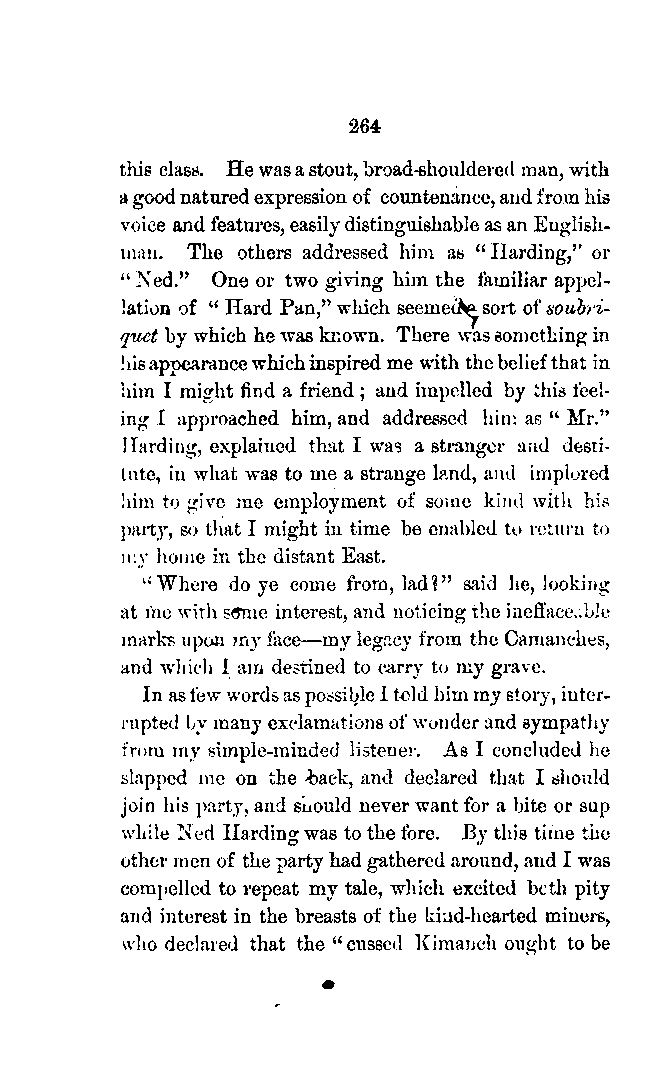 264
this class. He was a stout, broad-shouldered man, with
a good natured expression of countenance, and from his
voice and features, easily distinguishable as an English-
man. The others addressed him as "Harding," or
"Ned." One or two giving him the familiar appel-
lation of "Hard Pan," which seemed a sort of soubri-
quet by which he was known. There was something in
his appearance which inspired me with the belief that in
him I might find a friend; and impelled by this feel-
ing I approached him, and addressed him as "Mr."
Harding, explained that I was a stranger and desti-
tute, in what was to me a strange land, and implored
him to give me employment of some kind with his
party, so that I might in time be enabled to return to
my home in the distant East.
"Where do ye come from, lad?" said he, looking
at me with some interest, and noticing the ineffaceable
marks upon my face—my legacy from the Camanches,
and which I am destined to carry to my grave.
In as few words as possible I told him my story, inter-
rupted by many exclamations of wonder and sympathy
from my simple-minded listener. As I concluded he
slapped me on the back, and declared that I should
join his party, and should never want for a bite or sup
while Ned Harding was to the fore. By this time the
other men of the party had gathered around, and I was
compelled to repeat my tale, which excited both pity
and interest in the breasts of the kind-hearted miners,
who declared that the "cussed Kimanch ought to be